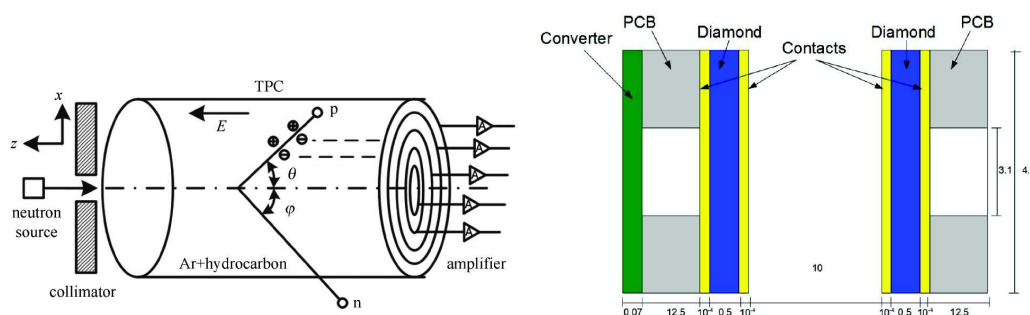 TPC
x
z
E
p
A
A
A
A
A
θ
φ
neutron
source
Ar+hydrocarbon
amplifier
collimator
n
PCB
Diamond
Diamond
PCB
Converter
Contacts
3.1
4.
10
0.07
12.5
10⁻⁴
0.5
10⁻⁴
10⁻⁴
0.5
10⁻⁴
12.5